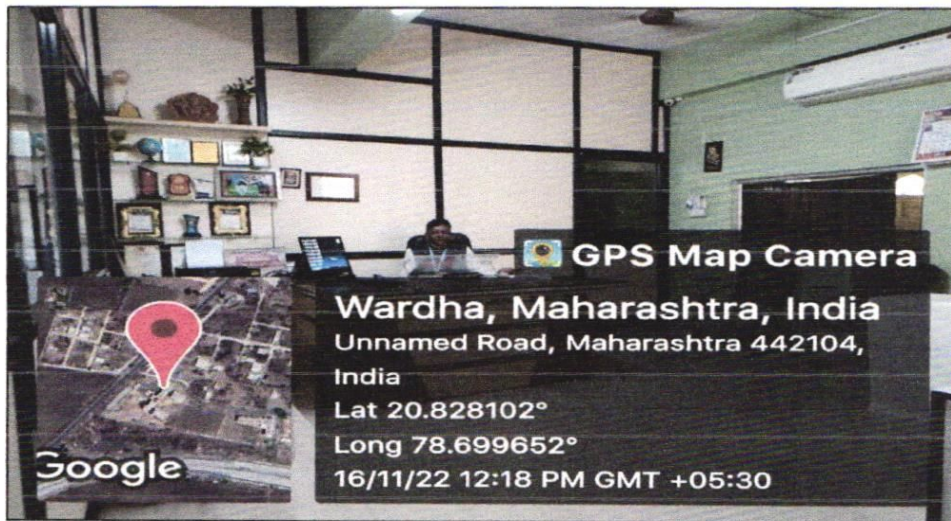 GPS Map Camera
Wardha, Maharashtra, India
Unnamed Road, Maharashtra 442104,
India
Lat 20.828102°
Long 78.699652°
16/11/22 12:18 PM GMT +05:30
Google